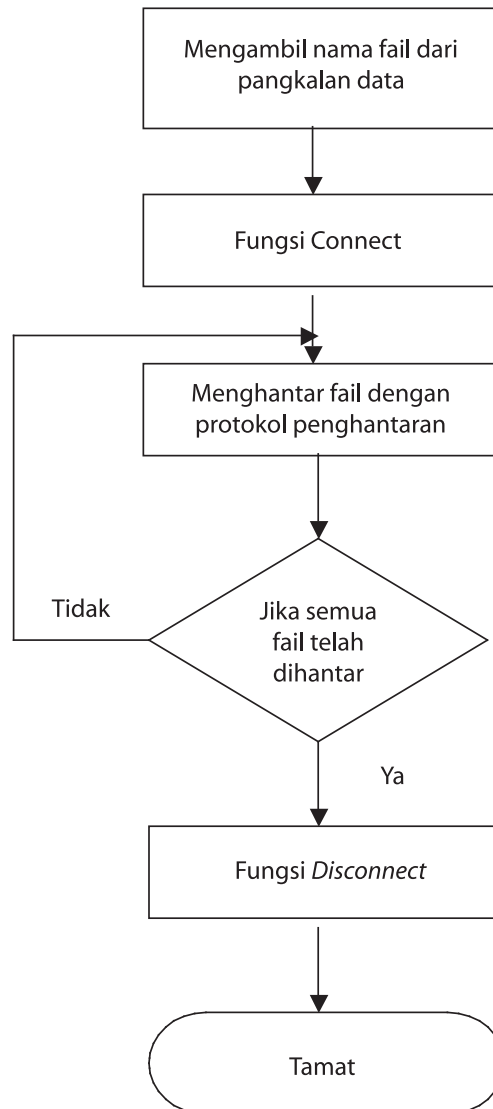 Mengambil nama fail dari
pangkalan data
Fungsi Connect
Menghantar fail dengan
protokol penghantaran
Tidak
Jika semua
fail telah
dihantar
Ya
Fungsi Disconnect
Tamat